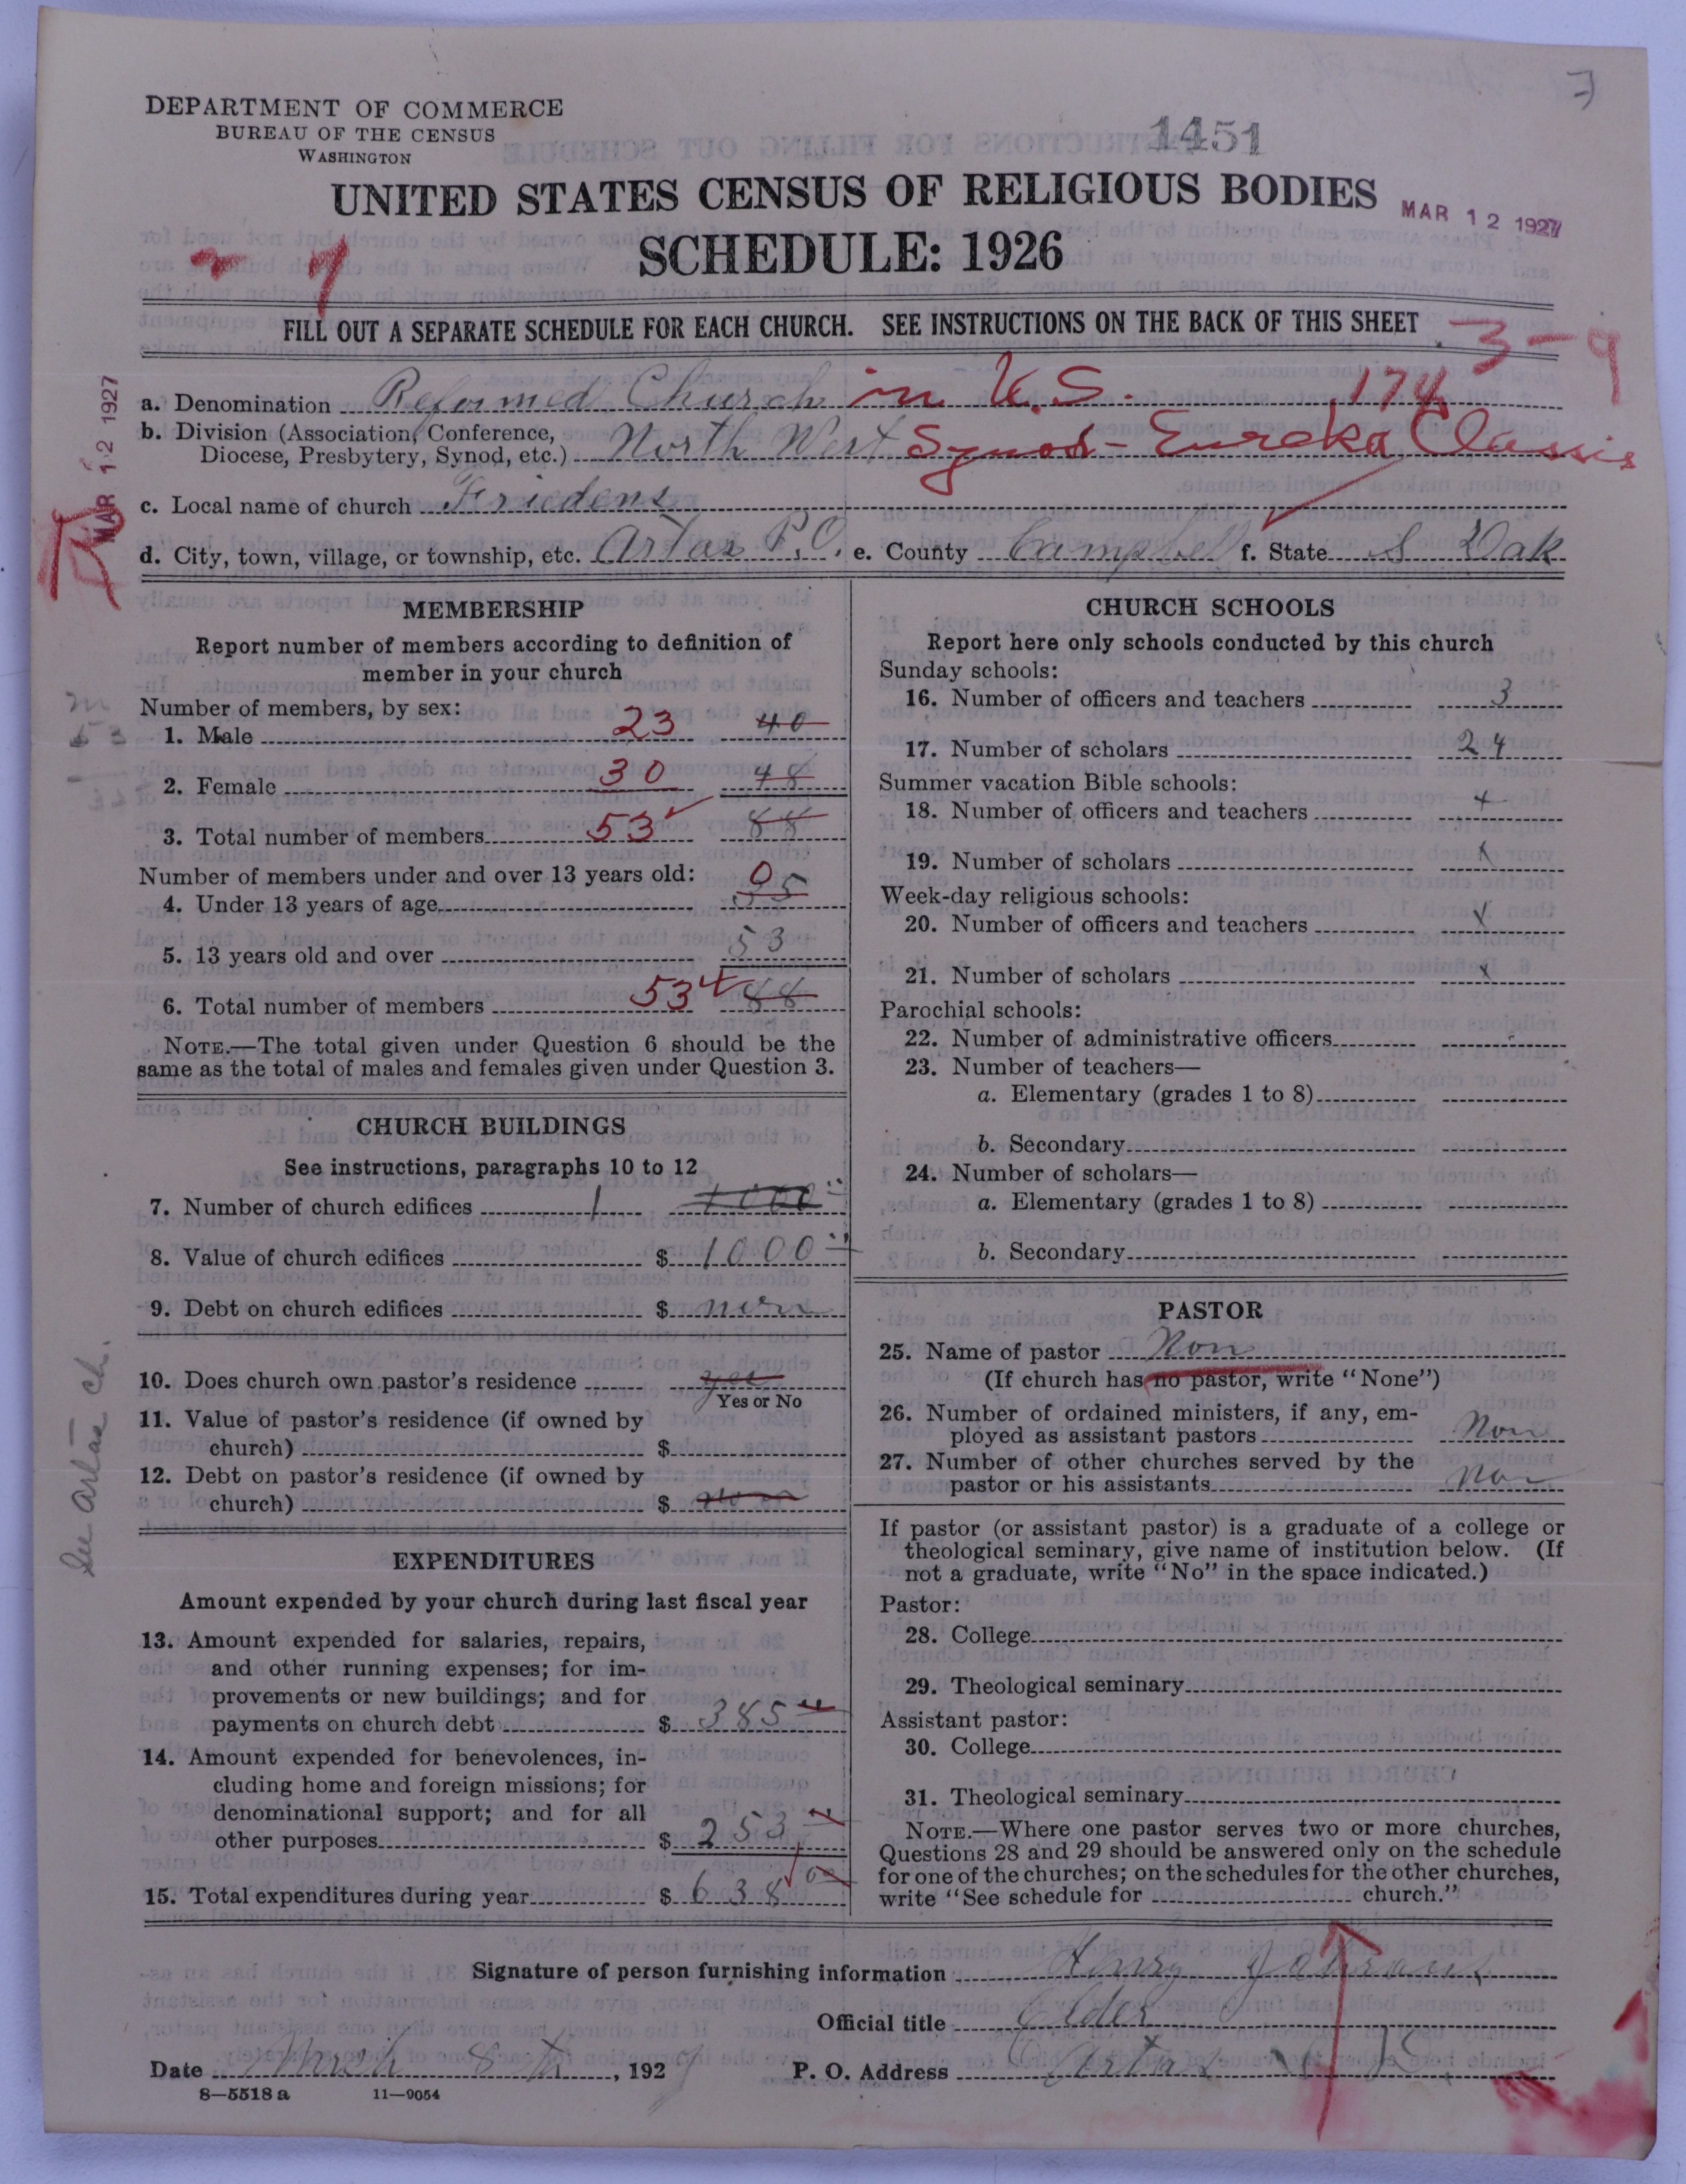 DEPARTMENT OF COMMERCE
BUREAU OF THE CENSUS
WASHINGTON
1451
UNITED STATES CENSUS OF RELIGIOUS BODIES
MAR 12 1927
SCHEDULE: 1926
FILL OUT A SEPARATE SCHEDULE FOR EACH CHURCH. SEE INSTRUCTIONS ON THE BACK OF THIS SHEET
3-9
MAR 12 1927
R
a. Denomination Reformed Church in U.S. 174
b. Division (Association, Conference,
Diocese, Presbytery, Synod, etc.) North West Synod - Eureka Classis
c. Local name of church Friedens
d. City, town, village, or township, etc. Artas P.O. e. County Campbell f. State S Dak
MEMBERSHIP
Report number of members according to definition of
member in your church
Number of members, by sex:
1. Male 23 40
2. Female 30 48
3. Total number of members 53 88
Number of members under and over 13 years old:
4. Under 13 years of age 0 35
5. 13 years old and over 53
6. Total number of members 53 88
NOTE.—The total given under Question 6 should be the
same as the total of males and females given under Question 3.
CHURCH BUILDINGS
See instructions, paragraphs 10 to 12
7. Number of church edifices 1 1000
8. Value of church edifices $ 1000
9. Debt on church edifices $ non
10. Does church own pastor's residence yes
Yes or No
11. Value of pastor's residence (if owned by
church) $
12. Debt on pastor's residence (if owned by
church) $ non
See Artas ch.
EXPENDITURES
Amount expended by your church during last fiscal year
13. Amount expended for salaries, repairs,
and other running expenses; for im-
provements or new buildings; and for
payments on church debt $ 385
14. Amount expended for benevolences, in-
cluding home and foreign missions; for
denominational support; and for all
other purposes $ 253
15. Total expenditures during year $ 638 00
CHURCH SCHOOLS
Report here only schools conducted by this church
Sunday schools:
16. Number of officers and teachers 3
17. Number of scholars 24
Summer vacation Bible schools:
18. Number of officers and teachers x
19. Number of scholars x
Week-day religious schools:
20. Number of officers and teachers x
21. Number of scholars x
Parochial schools:
22. Number of administrative officers
23. Number of teachers—
a. Elementary (grades 1 to 8)
b. Secondary
24. Number of scholars—
a. Elementary (grades 1 to 8)
b. Secondary
PASTOR
25. Name of pastor Non
(If church has no pastor, write "None")
26. Number of ordained ministers, if any, em-
ployed as assistant pastors Non
27. Number of other churches served by the
pastor or his assistants Non
If pastor (or assistant pastor) is a graduate of a college or
theological seminary, give name of institution below. (If
not a graduate, write "No" in the space indicated.)
Pastor:
28. College
29. Theological seminary
Assistant pastor:
30. College
31. Theological seminary
NOTE.—Where one pastor serves two or more churches,
Questions 28 and 29 should be answered only on the schedule
for one of the churches; on the schedules for the other churches,
write "See schedule for church."
Signature of person furnishing information Henry
Official title Elder
Date 8th, 1927 P. O. Address Artas
8-5518 a 11-9054